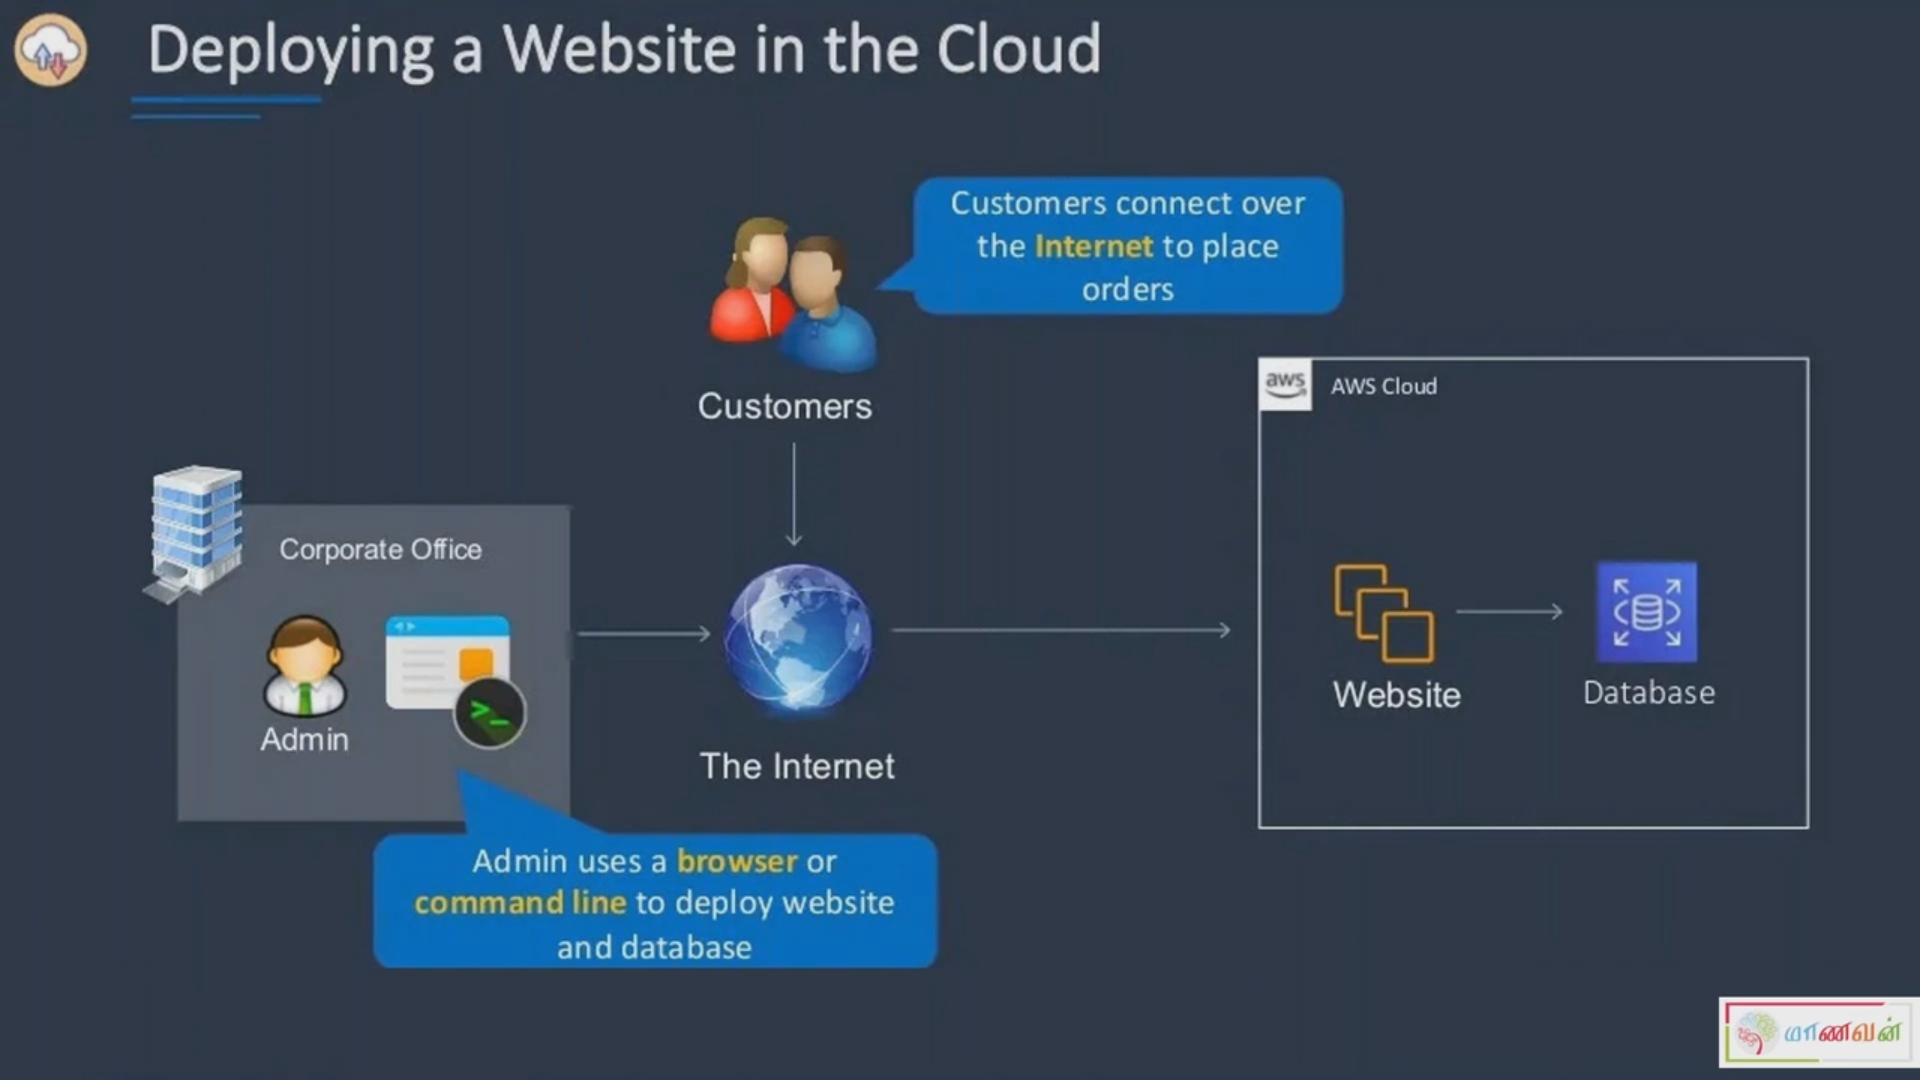 Deploying a Website in the Cloud
Customers connect over
the Internet to place
orders
Customers
aws
AWS Cloud
Corporate Office
Admin
>_
The Internet
Website
Database
Admin uses a browser or
command line to deploy website
and database
மாணவன்